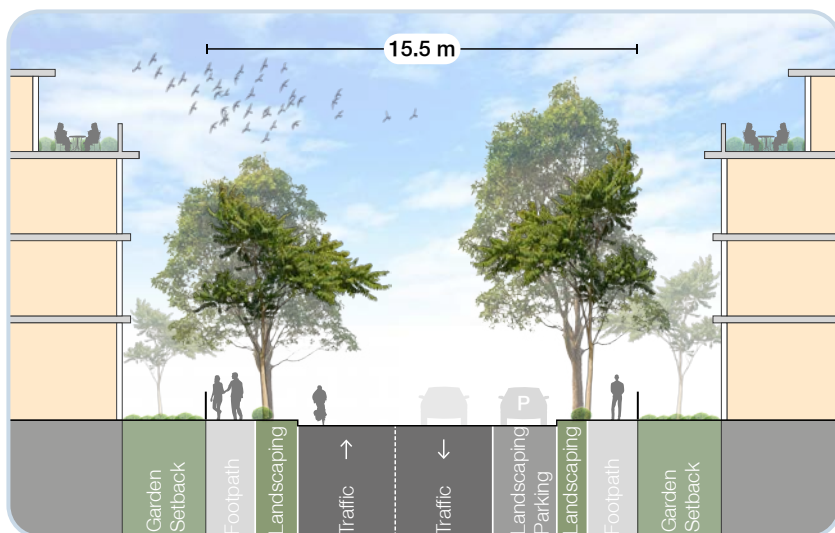 15.5 m
P
Garden
Setback
Footpath
Landscaping
Traffic
Traffic
Landscaping
Parking
Landscaping
Footpath
Garden
Setback